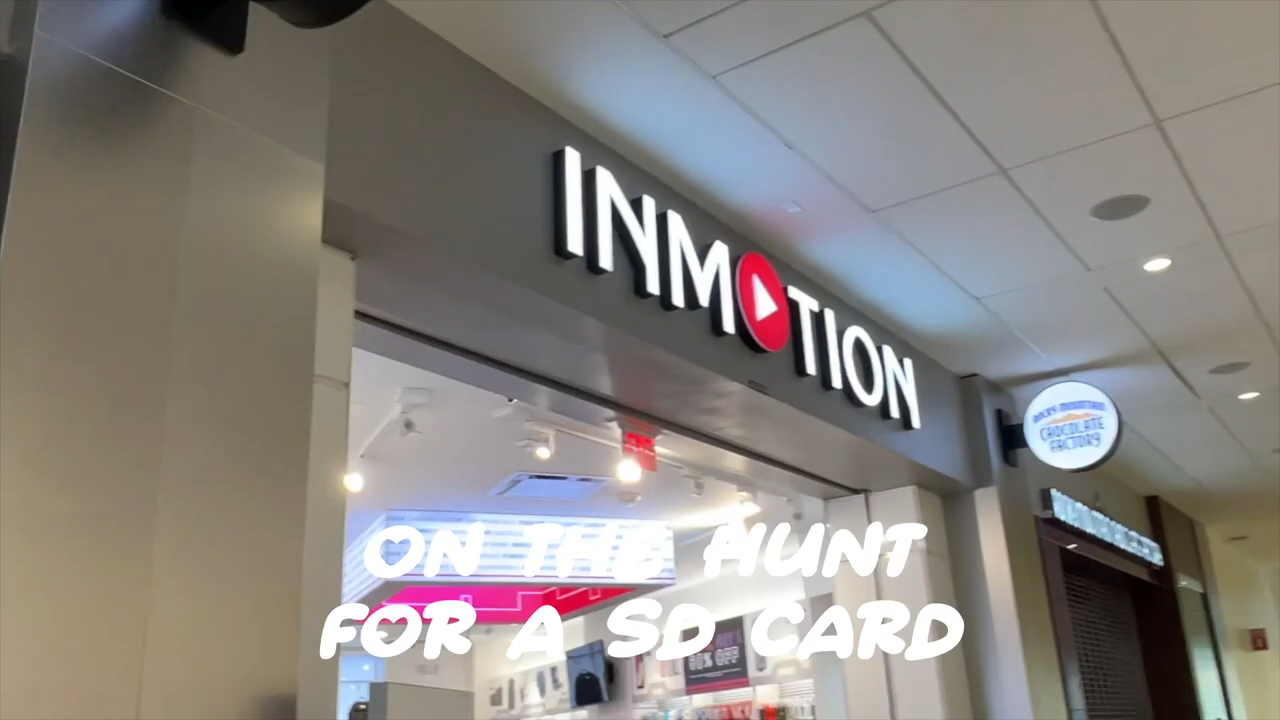 INMOTION
ROCKY MOUNTAIN
CHOCOLATE
FACTORY
ON THE HUNT
FOR A SD CARD